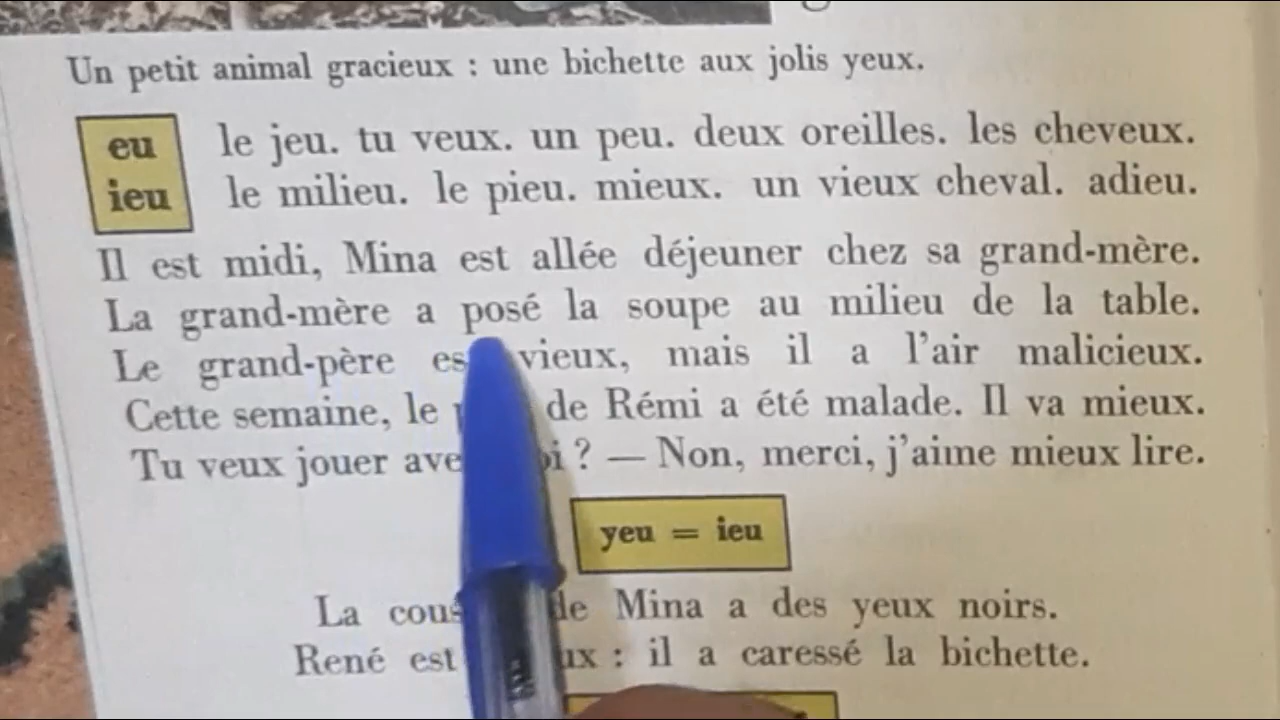 Un petit animal gracieux : une bichette aux jolis yeux.
eu le jeu. tu veux. un peu. deux oreilles. les cheveux.
ieu le milieu. le pieu. mieux. un vieux cheval. adieu.
Il est midi, Mina est allée déjeuner chez sa grand-mère.
La grand-mère a posé la soupe au milieu de la table.
Le grand-père vieux, mais il a l'air malicieux.
Cette semaine, le de Rémi a été malade. Il va mieux.
Tu veux jouer ? — Non, merci, j'aime mieux lire.
yeu = ieu
La de Mina a des yeux noirs.
René est : il a caressé la bichette.